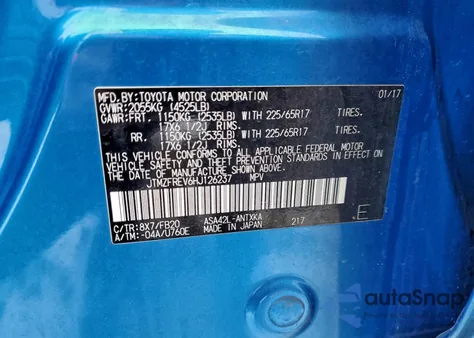 MFD.BY:TOYOTA MOTOR CORPORATION 01/17
GVWR:2055KG (4525LB)
GAWR:FRT. 1150KG (2535LB) WITH 225/65R17 TIRES.
17X6 1/2J RIMS.
RR. 1150KG (2535LB) WITH 225/65R17 TIRES.
17X6 1/2J RIMS.
THIS VEHICLE CONFORMS TO ALL APPLICABLE FEDERAL MOTOR
VEHICLE SAFETY AND THEFT PREVENTION STANDARDS IN EFFECT ON
THE DATE OF MANUFACTURE SHOWN ABOVE.
JTMZFREV6HJ126237 MPV
C/TR:8X7/FB20 ASA42L-ANTXKA E
A/TM:-04A/U760E MADE IN JAPAN 217
autoSnap